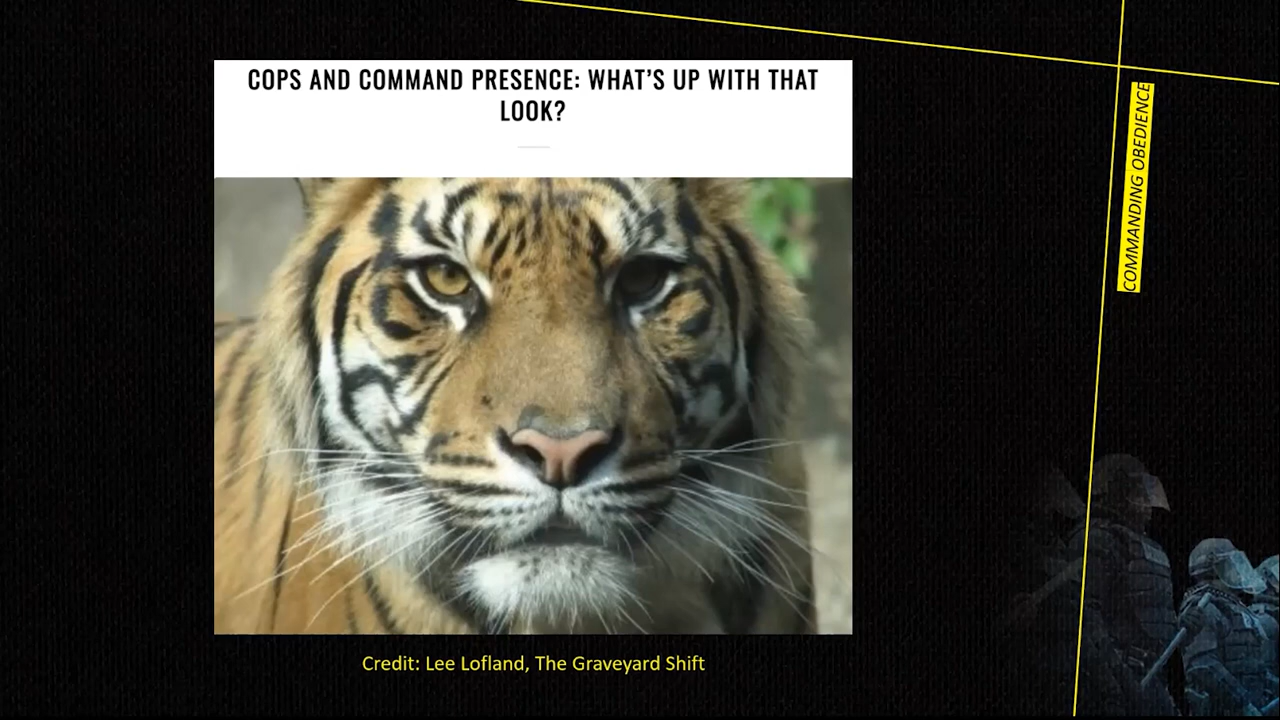 COPS AND COMMAND PRESENCE: WHAT’S UP WITH THAT
LOOK?
COMMANDING OBEDIENCE
Credit: Lee Lofland, The Graveyard Shift